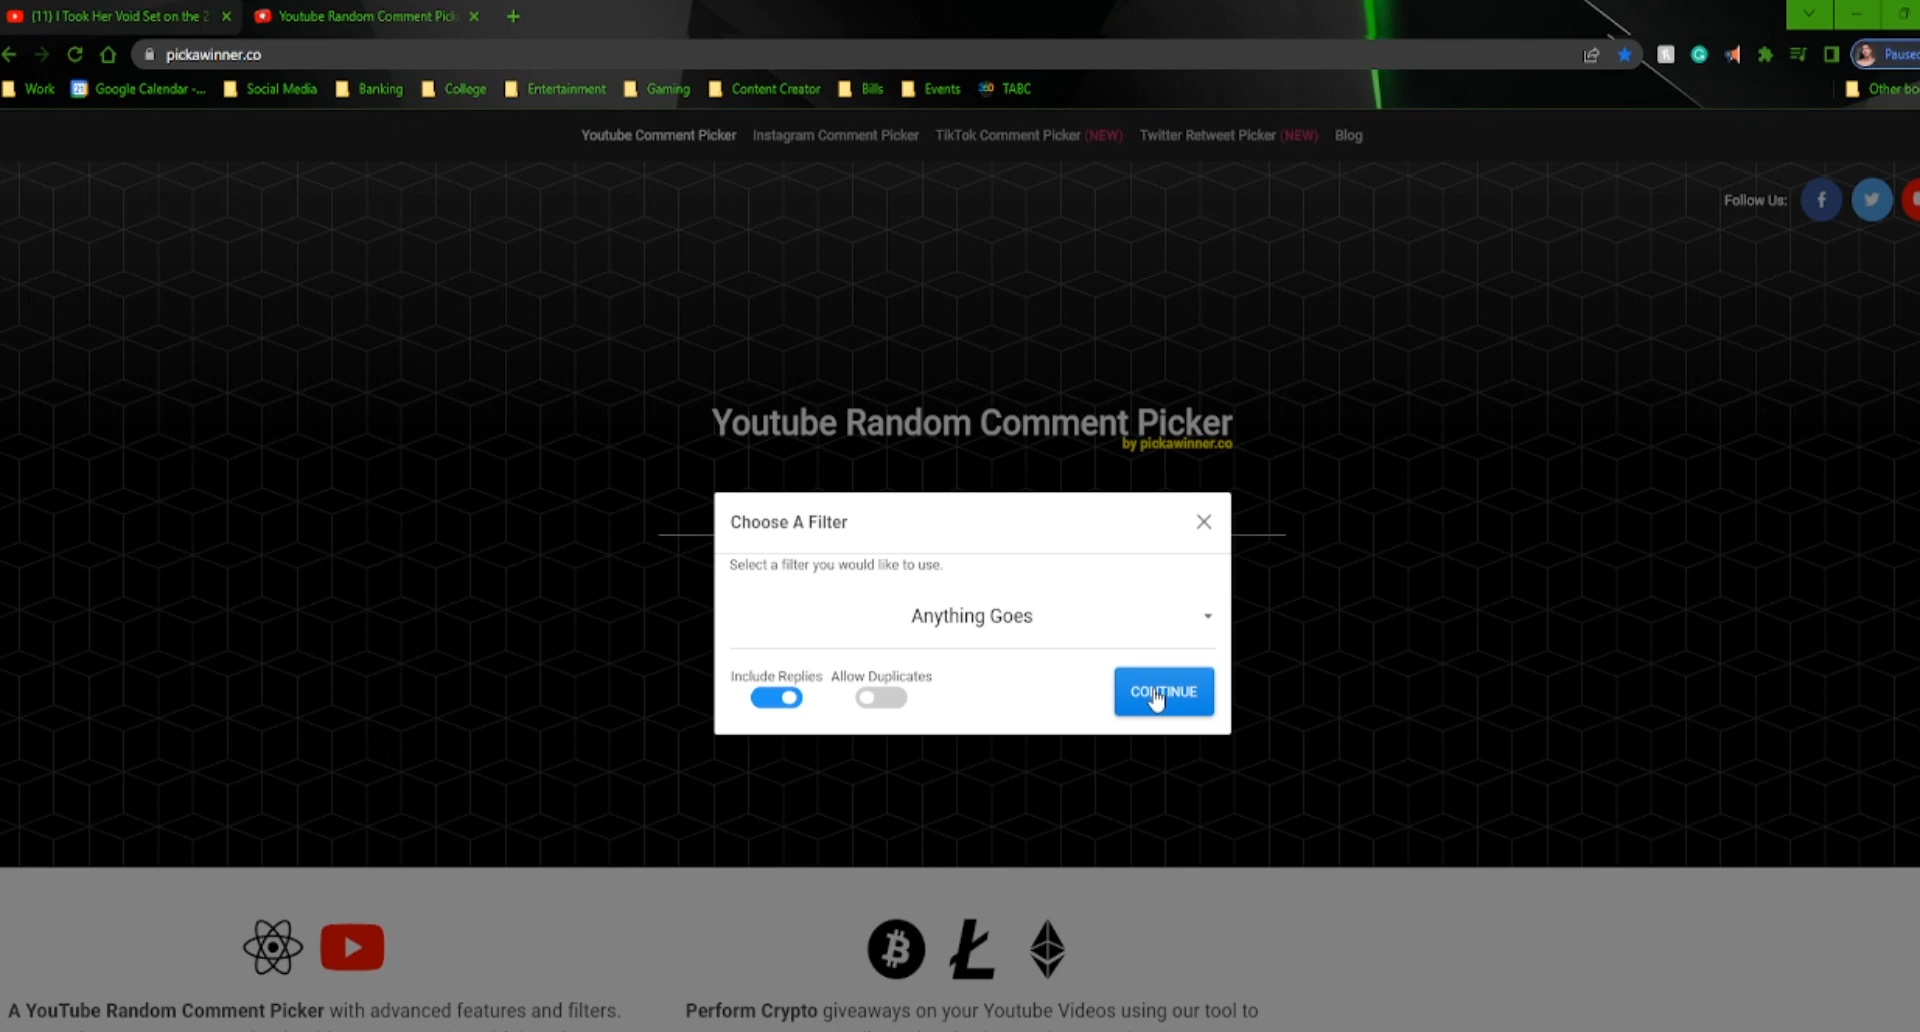 (11) I Took Her Void Set on the 2
Youtube Random Comment Pick
pickawinner.co
Paused
Work
Google Calendar -...
Social Media
Banking
College
Entertainment
Gaming
Content Creator
Bills
Events
TABC
Other bo
Youtube Comment Picker
Instagram Comment Picker
TikTok Comment Picker (NEW)
Twitter Retweet Picker (NEW)
Blog
Follow Us:
Youtube Random Comment Picker
by pickawinner.co
Choose A Filter
Select a filter you would like to use.
Anything Goes
Include Replies
Allow Duplicates
CONTINUE
A YouTube Random Comment Picker with advanced features and filters.
Perform Crypto giveaways on your Youtube Videos using our tool to